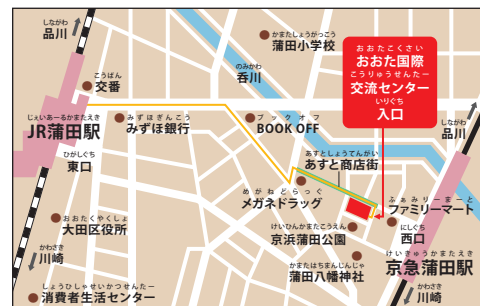 しながわ
品川
こうばん
交番
じぇいあーるかまたえき
JR蒲田駅
みずほぎんこう
みずほ銀行
ひがしぐち
東口
おおたくやくしょ
大田区役所
かわさき
川崎
しょうひしゃせいかつせんたー
消費者生活センター
かまたしょうがっこう
蒲田小学校
のみかわ
呑川
ブックオフ
BOOK OFF
おおたこくさい
おおた国際
こうりゅうせんたー
交流センター
いりぐち
入口
しながわ
品川
あすとしょうてんがい
あすと商店街
めがねどらっぐ
メガネドラッグ
ふぁみりーまーと
ファミリーマート
けいひんかまたこうえん
京浜蒲田公園
にしぐち
西口
かまたはちまんじんじゃ
蒲田八幡神社
けいきゅうかまたえき
京急蒲田駅
かわさき
川崎